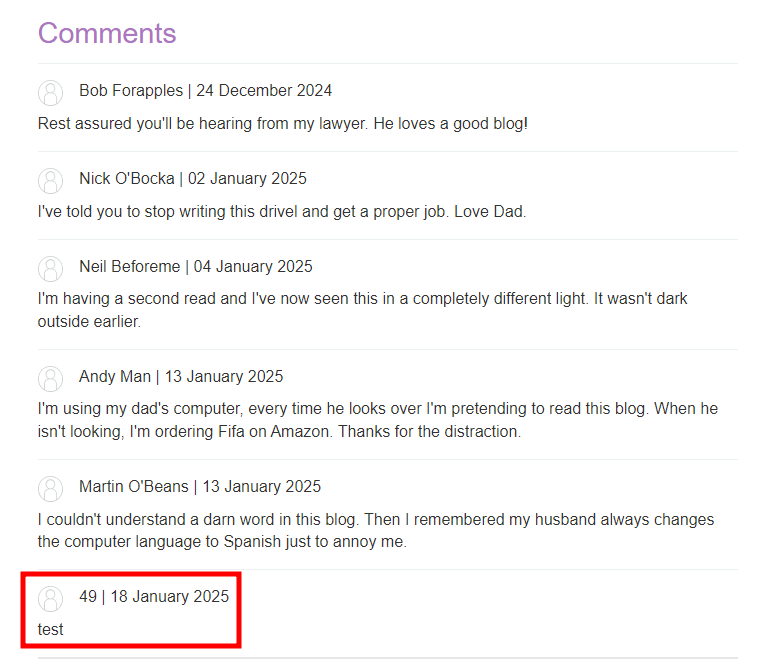 Comments
Bob Forapples | 24 December 2024
Rest assured you'll be hearing from my lawyer. He loves a good blog!
Nick O'Bocka | 02 January 2025
I've told you to stop writing this drivel and get a proper job. Love Dad.
Neil Beforeme | 04 January 2025
I'm having a second read and I've now seen this in a completely different light. It wasn't dark
outside earlier.
Andy Man | 13 January 2025
I'm using my dad's computer, every time he looks over I'm pretending to read this blog. When he
isn't looking, I'm ordering Fifa on Amazon. Thanks for the distraction.
Martin O'Beans | 13 January 2025
I couldn't understand a darn word in this blog. Then I remembered my husband always changes
the computer language to Spanish just to annoy me.
49 | 18 January 2025
test